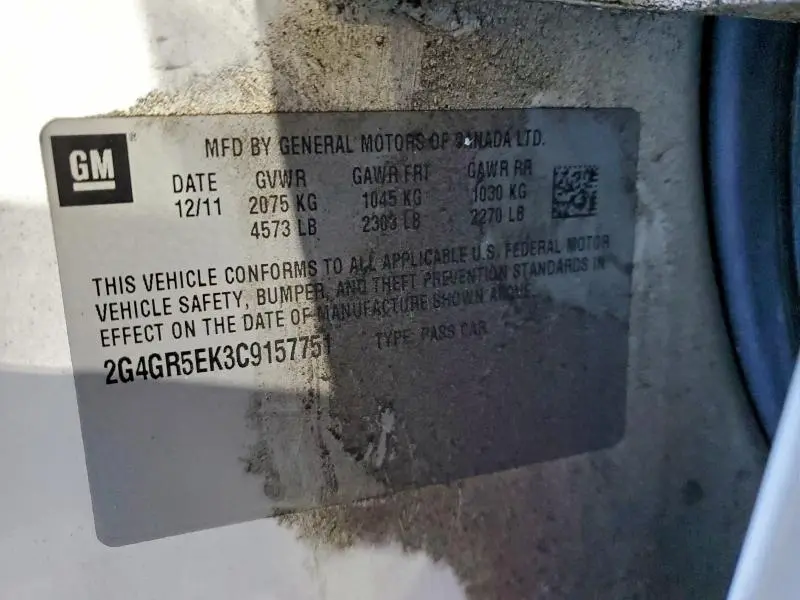 GM
MFD BY GENERAL MOTORS OF CANADA LTD.
DATE GVWR GAWR FRT GAWR RR
12/11 2075 KG 1045 KG 1030 KG
4573 LB 2303 LB 2270 LB
THIS VEHICLE CONFORMS TO ALL APPLICABLE U.S. FEDERAL MOTOR
VEHICLE SAFETY, BUMPER, AND THEFT PREVENTION STANDARDS IN
EFFECT ON THE DATE OF MANUFACTURE SHOWN ABOVE.
2G4GR5EK3C9157751 TYPE: PASS CAR